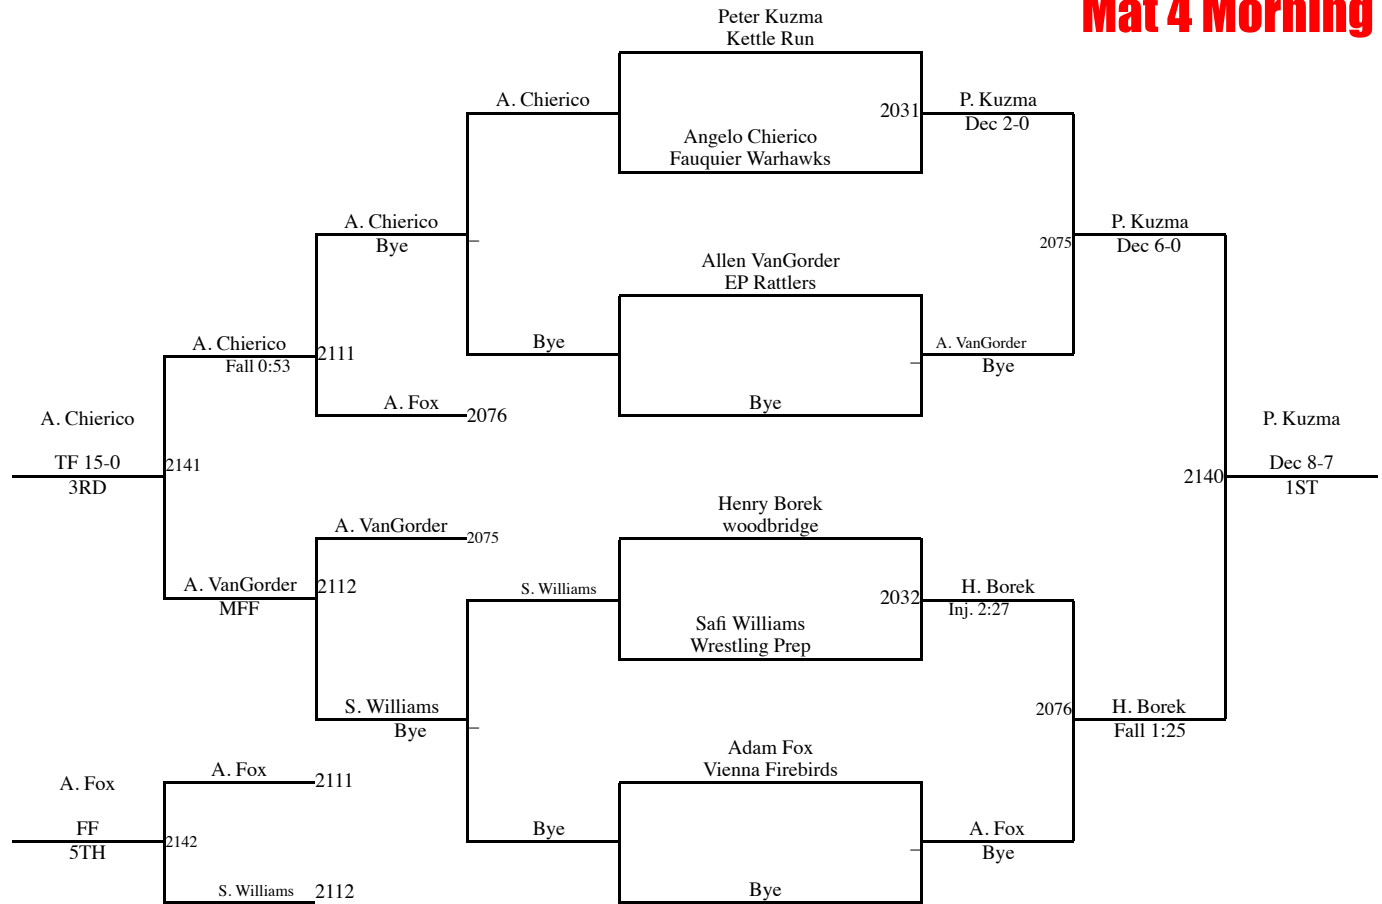 Mat 4 Morning
Peter Kuzma
Kettle Run
A. Chierico
2031
P. Kuzma
Dec 2-0
Angelo Chierico
Fauquier Warhawks
A. Chierico
Bye
2075
P. Kuzma
Dec 6-0
Allen VanGorder
EP Rattlers
A. Chierico
Fall 0:53
2111
Bye
A. VanGorder
Bye
A. Fox
2076
Bye
A. Chierico
TF 15-0
3RD
2141
P. Kuzma
2140
Dec 8-7
1ST
Henry Borek
woodbridge
A. VanGorder
2075
A. VanGorder
MFF
2112
S. Williams
2032
H. Borek
Inj. 2:27
Safi Williams
Wrestling Prep
S. Williams
Bye
2076
H. Borek
Fall 1:25
Adam Fox
Vienna Firebirds
A. Fox
A. Fox
2111
FF
5TH
2142
Bye
A. Fox
Bye
S. Williams
2112
Bye